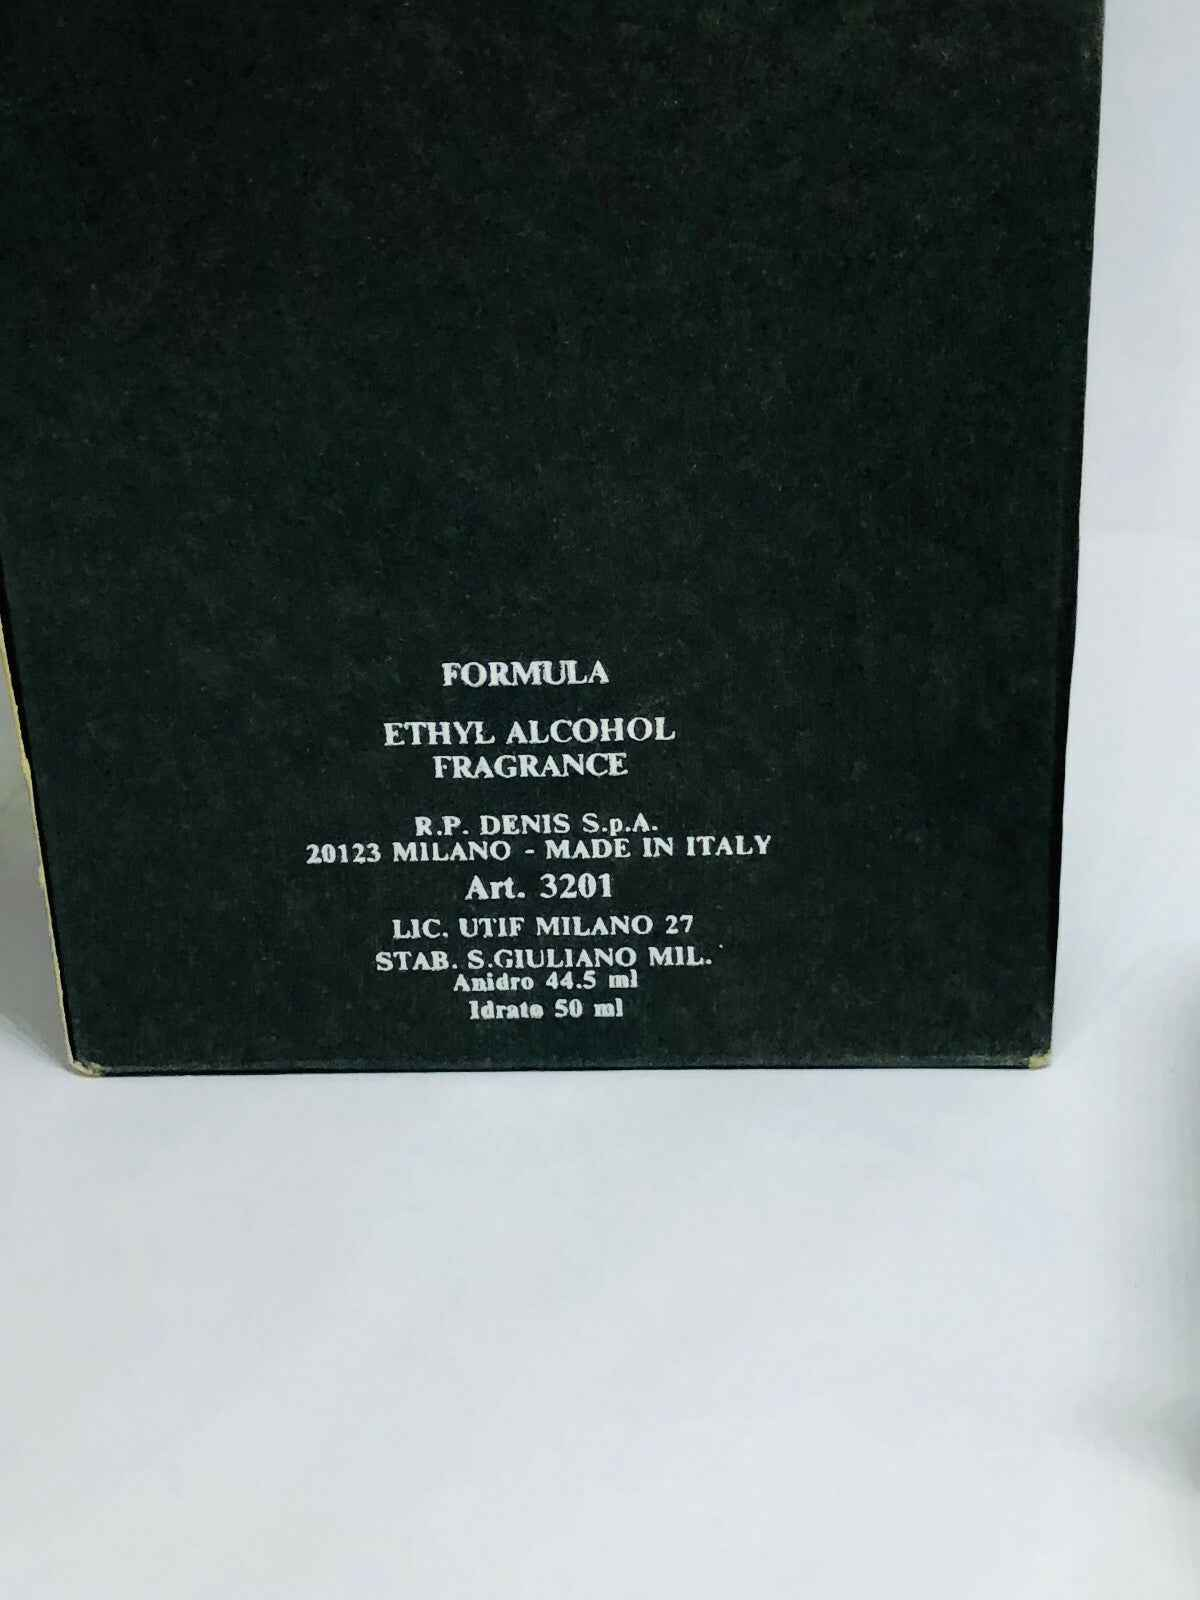 FORMULA
ETHYL ALCOHOL
FRAGRANCE
R.P. DENIS S.p.A.
20123 MILANO - MADE IN ITALY
Art. 3201
LIC. UTIF MILANO 27
STAB. S.GIULIANO MIL.
Anidro 44.5 ml
Idrato 50 ml